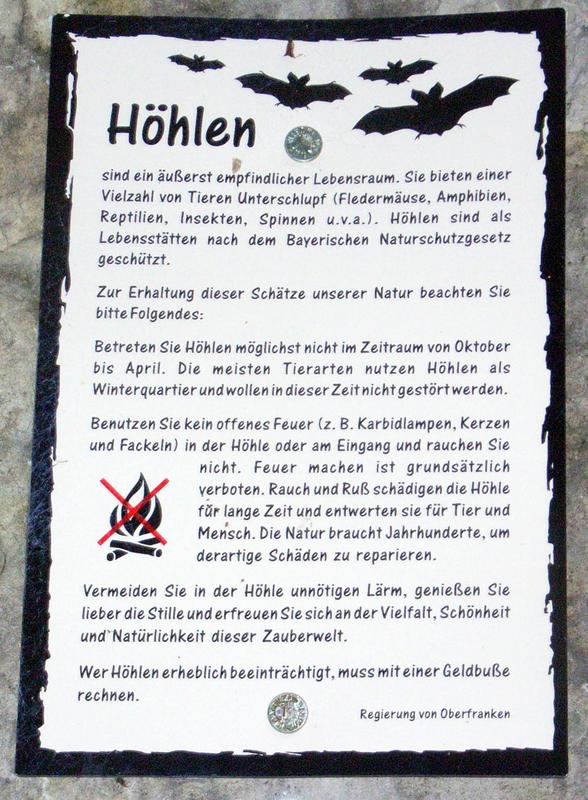 Höhlen
sind ein äußerst empfindlicher Lebensraum. Sie bieten einer
Vielzahl von Tieren Unterschlupf (Fledermäuse, Amphibien,
Reptilien, Insekten, Spinnen u.v.a.). Höhlen sind als
Lebensstätten nach dem Bayerischen Naturschutzgesetz
geschützt.
Zur Erhaltung dieser Schätze unserer Natur beachten Sie
bitte Folgendes:
Betreten Sie Höhlen möglichst nicht im Zeitraum von Oktober
bis April. Die meisten Tierarten nutzen Höhlen als
Winterquartier und wollen in dieser Zeit nicht gestört werden.
Benutzen Sie kein offenes Feuer (z. B. Karbidlampen, Kerzen
und Fackeln) in der Höhle oder am Eingang und rauchen Sie
nicht. Feuer machen ist grundsätzlich
verboten. Rauch und Ruß schädigen die Höhle
für lange Zeit und entwerten sie für Tier und
Mensch. Die Natur braucht Jahrhunderte, um
derartige Schäden zu reparieren.
Vermeiden Sie in der Höhle unnötigen Lärm, genießen Sie
lieber die Stille und erfreuen Sie sich an der Vielfalt, Schönheit
und Natürlichkeit dieser Zauberwelt.
Wer Höhlen erheblich beeinträchtigt, muss mit einer Geldbuße
rechnen.
Regierung von Oberfranken